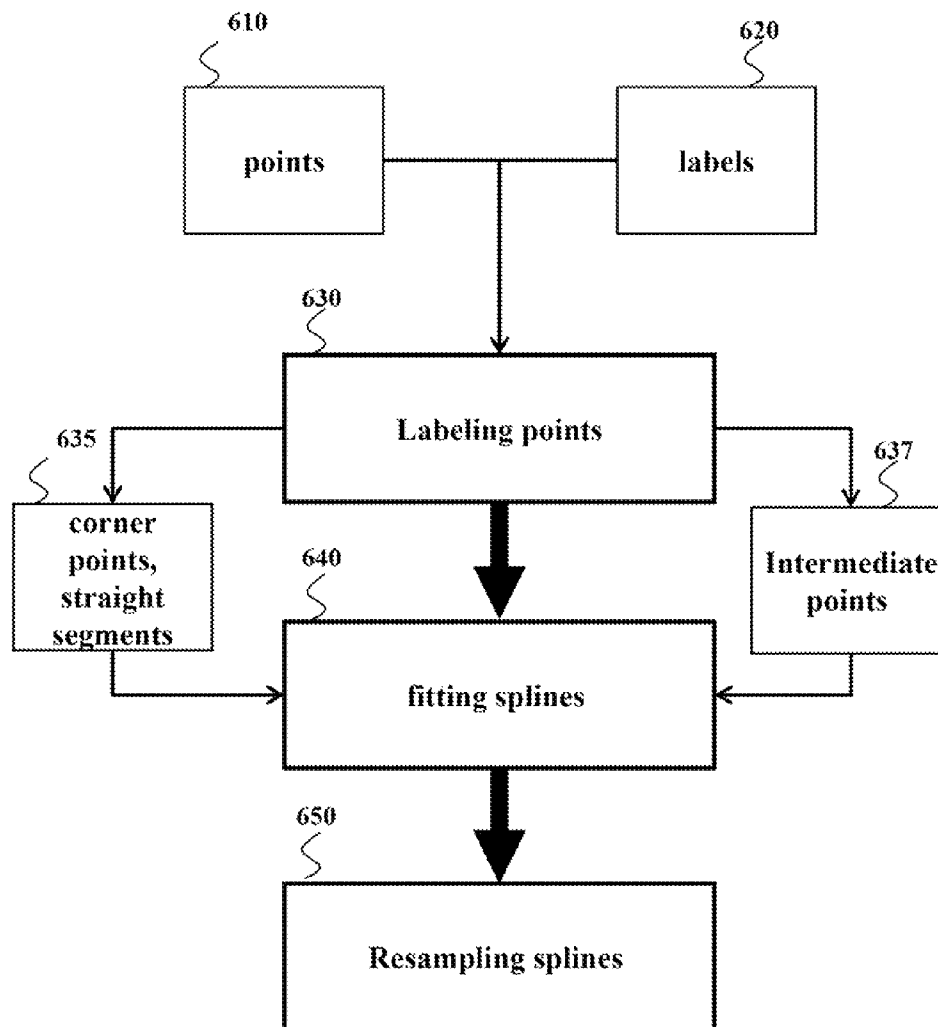 610
620
points
labels
630
Labeling points
635
637
corner
points,
straight
segments
Intermediate
points
640
fitting splines
650
Resampling splines